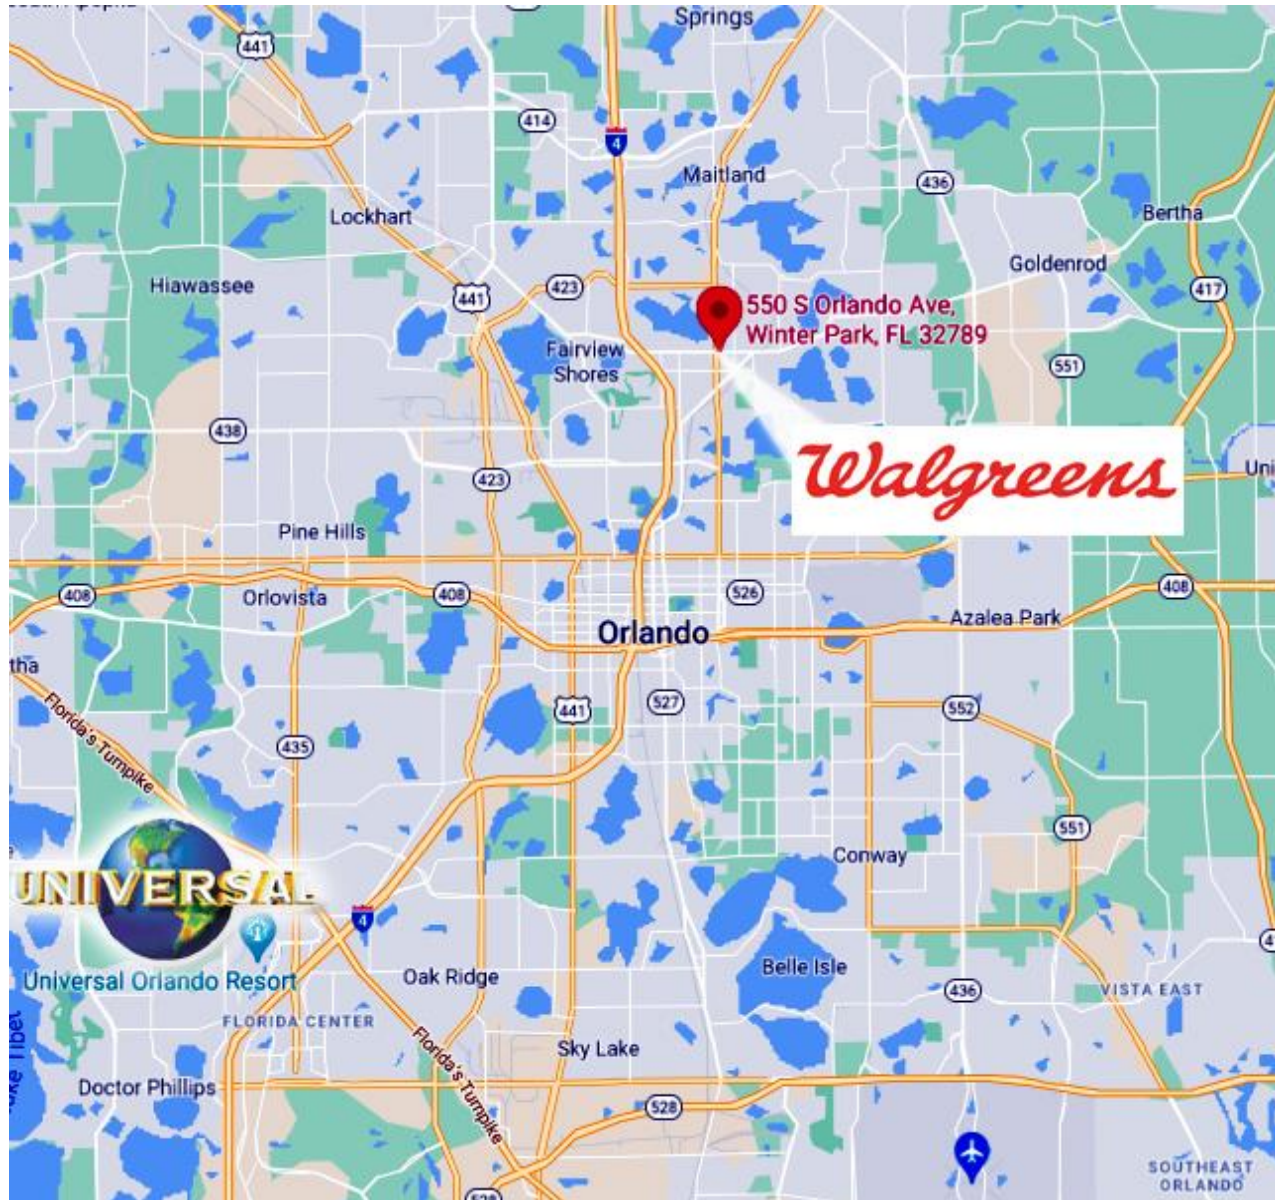 Springs
441
414
4
Maitland
436
Lockhart
Bertha
Goldenrod
Hiawassee
423
441
417
550 S Orlando Ave,
Winter Park, FL 32789
Fairview
Shores
551
438
Walgreens
Uni
423
Pine Hills
408
Orlovista
408
526
408
Azalea Park
Orlando
tha
Florida's Turnpike
441
527
552
435
551
Conway
UNIVERSAL
4
Universal Orlando Resort
Oak Ridge
Belle Isle
436
VISTA EAST
FLORIDA CENTER
Sky Lake
Florida's Turnpike
Doctor Phillips
528
SOUTHEAST
ORLANDO
528